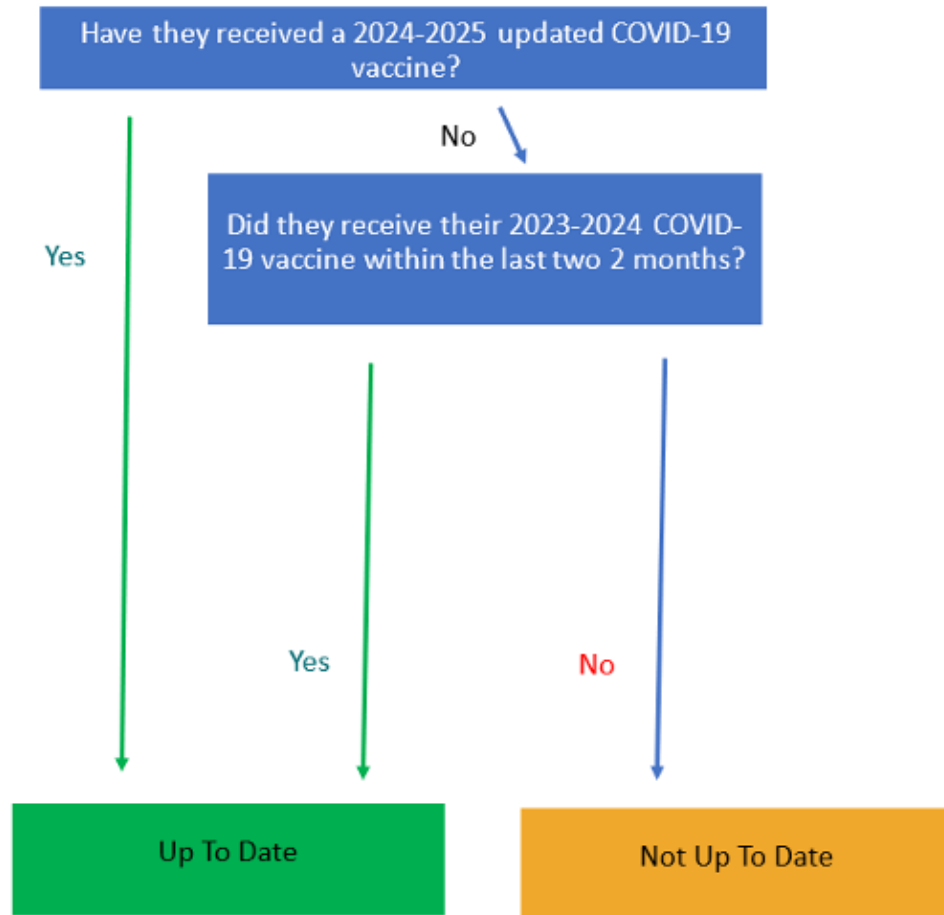 Have they received a 2024-2025 updated COVID-19
vaccine?
No
Did they receive their 2023-2024 COVID-
19 vaccine within the last two 2 months?
Yes
Yes
No
Up To Date
Not Up To Date